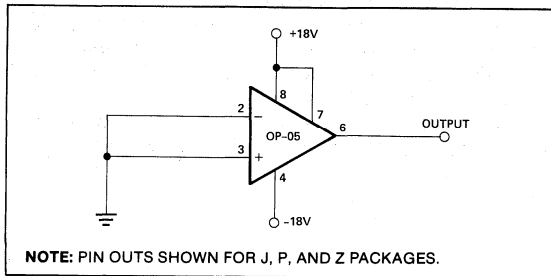 +18V
8
2
−
7
OP-05
6
OUTPUT
3
+
4
-18V
NOTE: PIN OUTS SHOWN FOR J, P, AND Z PACKAGES.